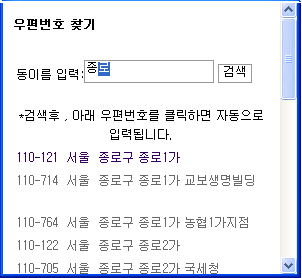 우편번호 찾기
동이름 입력: 종로 검색
*검색후 , 아래 우편번호를 클릭하면 자동으로
입력됩니다.
110-121 서울 종로구 종로1가
110-714 서울 종로구 종로1가 교보생명빌딩
110-764 서울 종로구 종로1가 농협1가지점
110-122 서울 종로구 종로2가
110-705 서울 종로구 종로2가 국세청